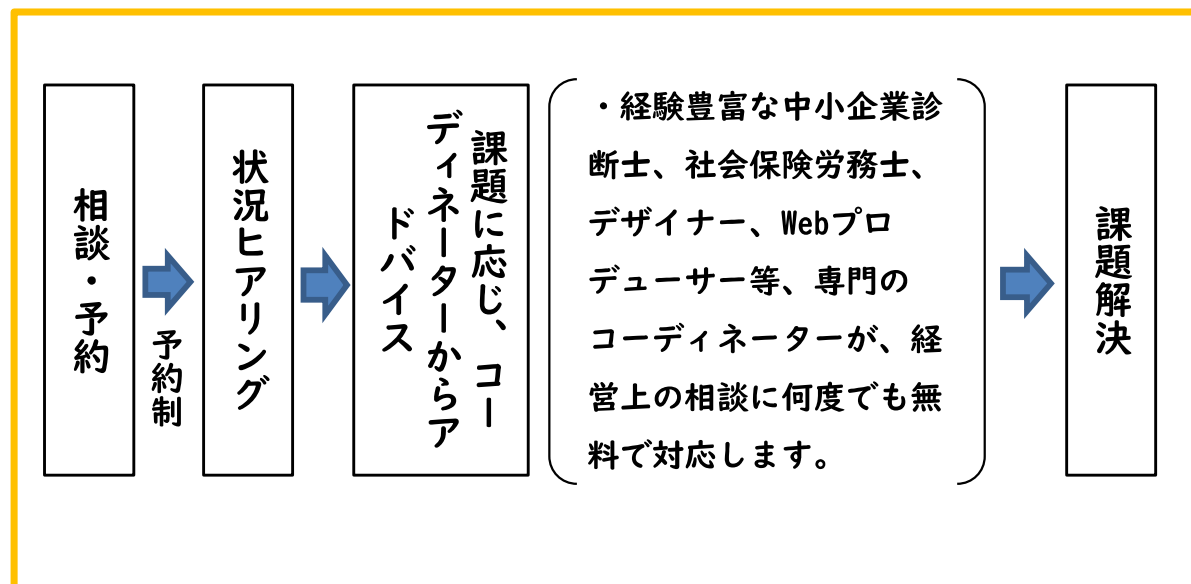 相談・予約
予約制
状況ヒアリング
課題に応じ、コー
ディネーターからア
ドバイス
・経験豊富な中小企業診
断士、社会保険労務士、
デザイナー、Webプロ
デューサー等、専門の
コーディネーターが、経
営上の相談に何度でも無
料で対応します。
課題解決